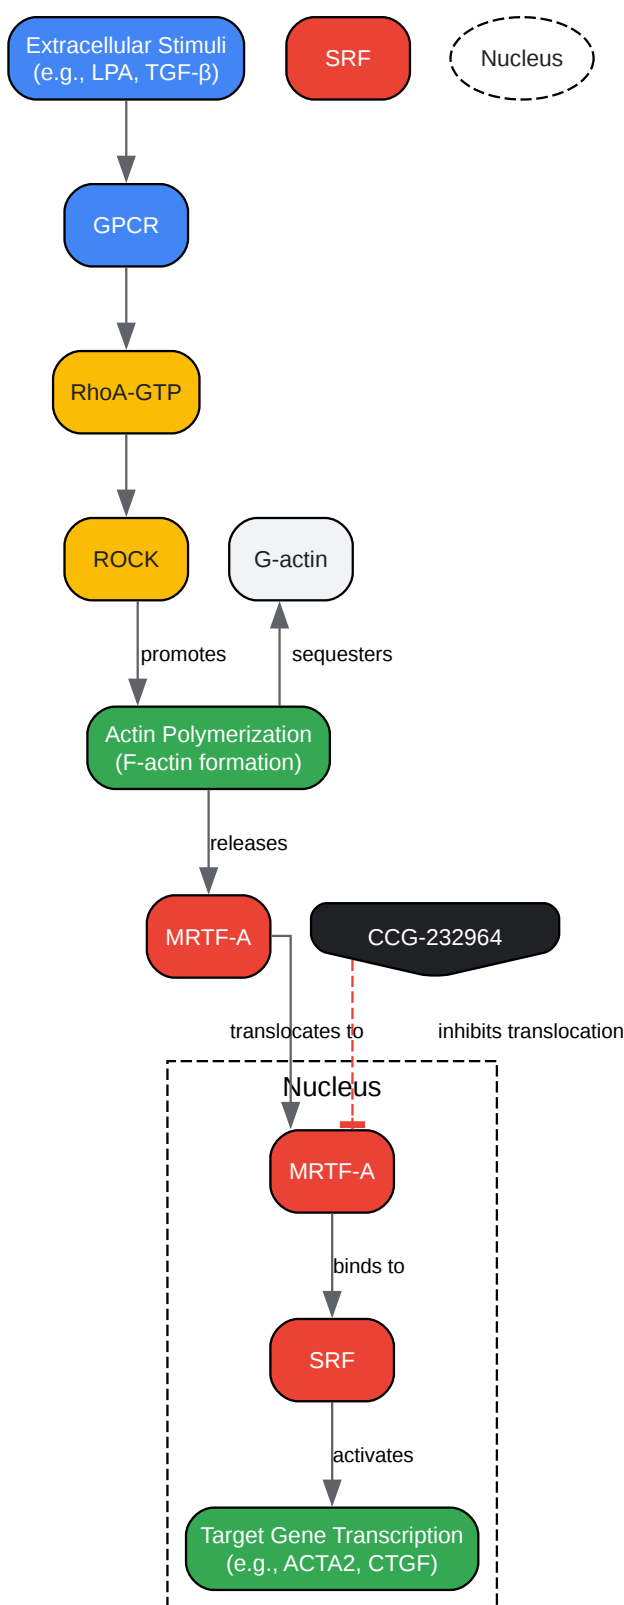 Extracellular Stimuli
(e.g., LPA, TGF-β)
SRF
Nucleus
GPCR
RhoA-GTP
ROCK
G-actin
promotes
sequesters
Actin Polymerization
(F-actin formation)
releases
MRTF-A
CCG-232964
translocates to
inhibits translocation
Nucleus
MRTF-A
binds to
SRF
activates
Target Gene Transcription
(e.g., ACTA2, CTGF)